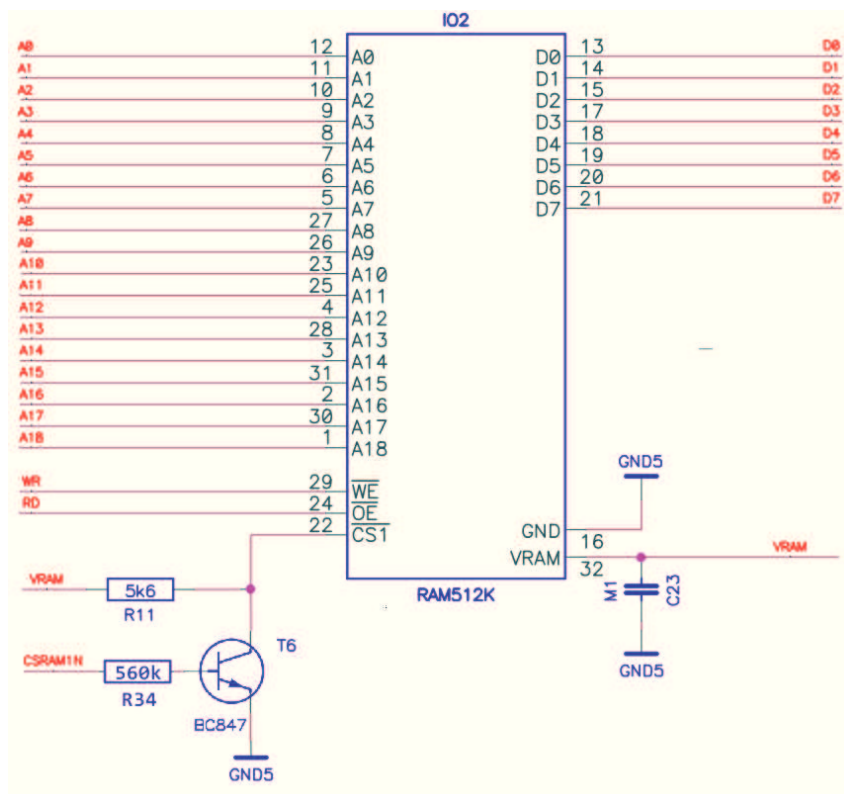 IO2
A0 12 A0 D0 13 D0
A1 11 A1 D1 14 D1
A2 10 A2 D2 15 D2
A3 9 A3 D3 17 D3
A4 8 A4 D4 18 D4
A5 7 A5 D5 19 D5
A6 6 A6 D6 20 D6
A7 5 A7 D7 21 D7
A8 27 A8
A9 26 A9
A10 23 A10
A11 25 A11
A12 4 A12
A13 28 A13
A14 3 A14
A15 31 A15
A16 2 A16
A17 30 A17
A18 1 A18
GND5
WR 29 WE
RD 24 OE
22 CS1 GND 16
VRAM 32 VRAM
VRAM 5k6 RAM512K M1 C23
R11
T6
CSRAM1N 560k GND5
R34
BC847
GND5